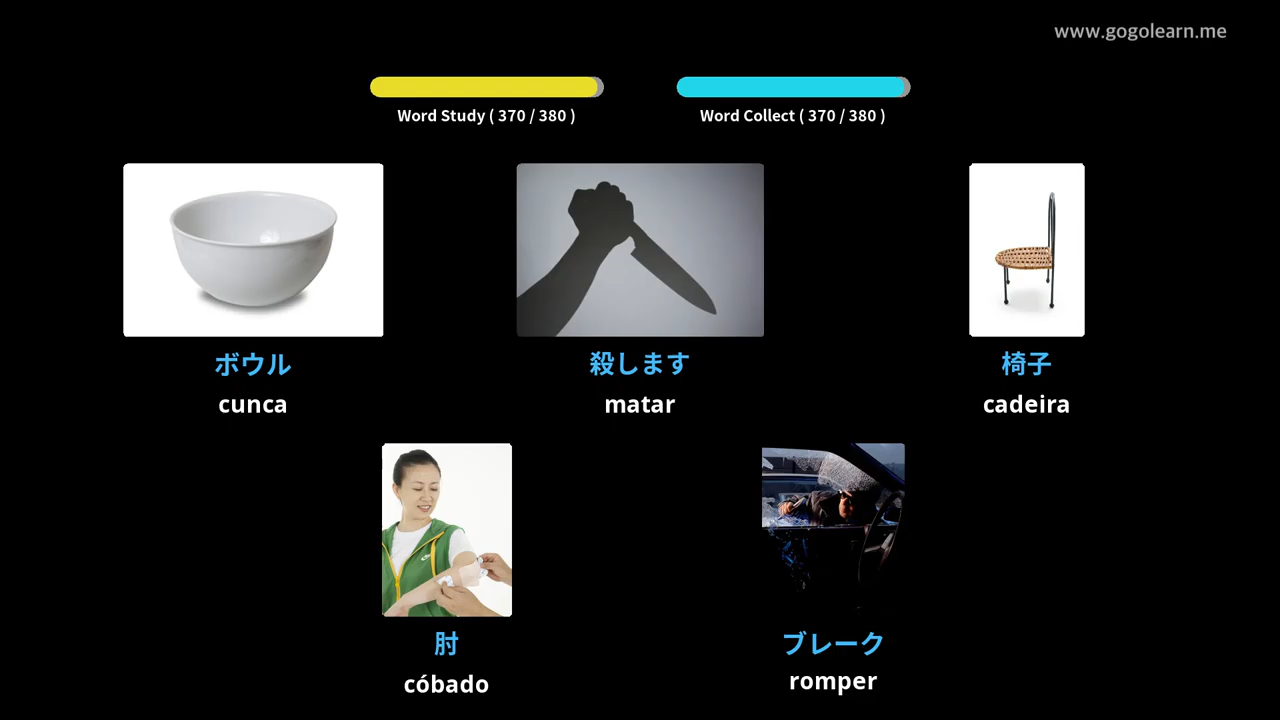 www.gogolearn.me
Word Study ( 370 / 380 )
Word Collect ( 370 / 380 )
ボウル
cunca
殺します
matar
椅子
cadeira
肘
cóbado
ブレーク
romper